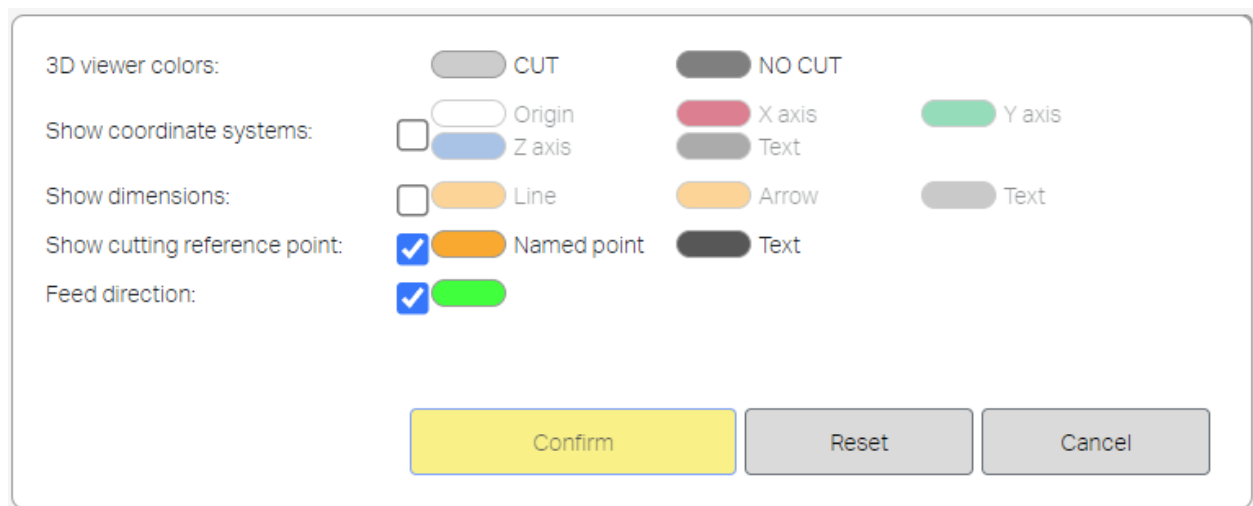 3D viewer colors: CUT NO CUT
Show coordinate systems: Origin X axis Y axis
Z axis Text
Show dimensions: Line Arrow Text
Show cutting reference point: Named point Text
Feed direction:
Confirm Reset Cancel